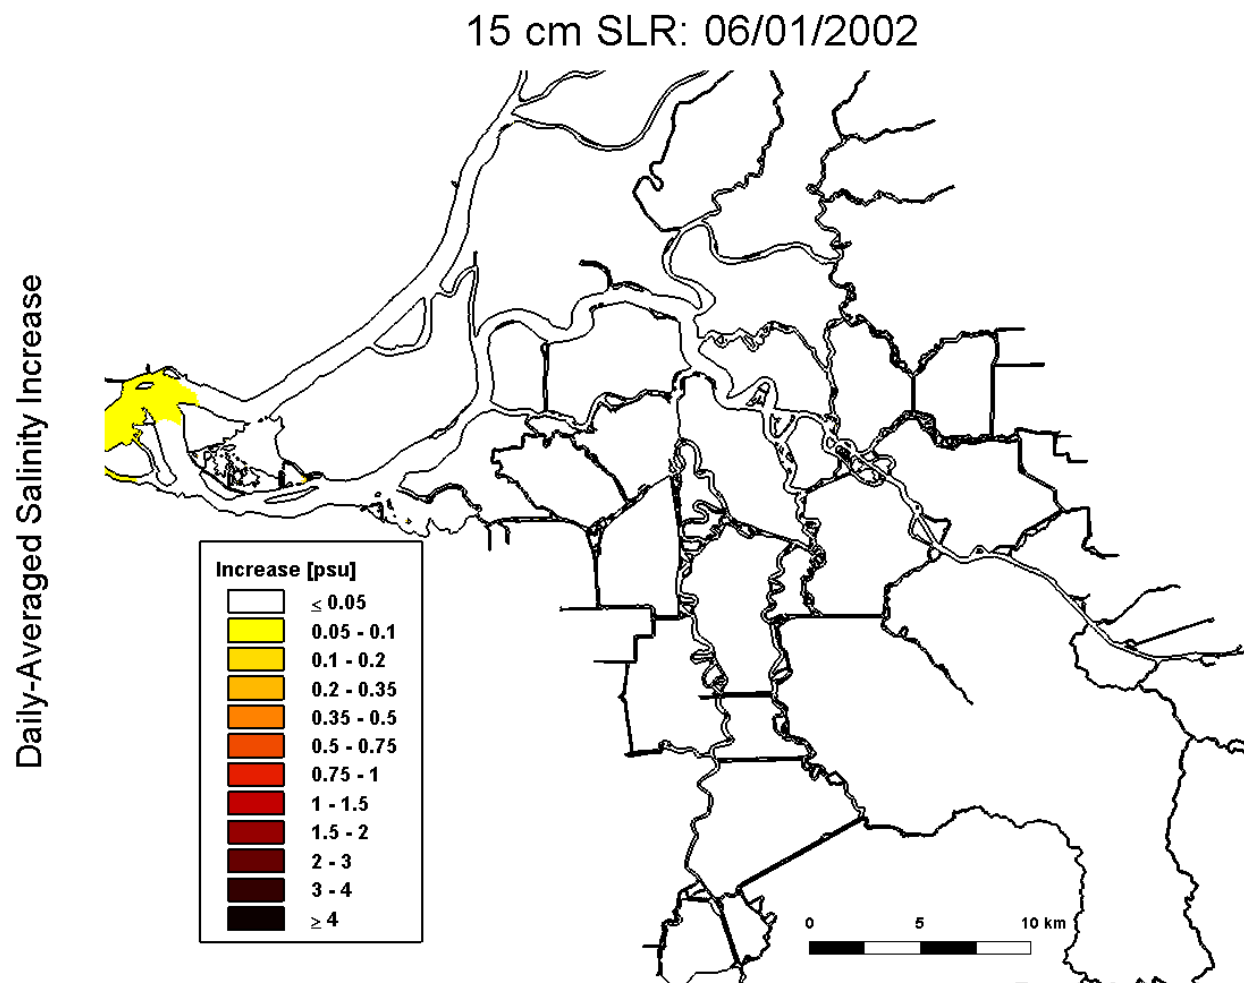 15 cm SLR: 06/01/2002
Daily-Averaged Salinity Increase
Increase [psu]
≤ 0.05
0.05 - 0.1
0.1 - 0.2
0.2 - 0.35
0.35 - 0.5
0.5 - 0.75
0.75 - 1
1 - 1.5
1.5 - 2
2 - 3
3 - 4
≥ 4
0 5 10 km